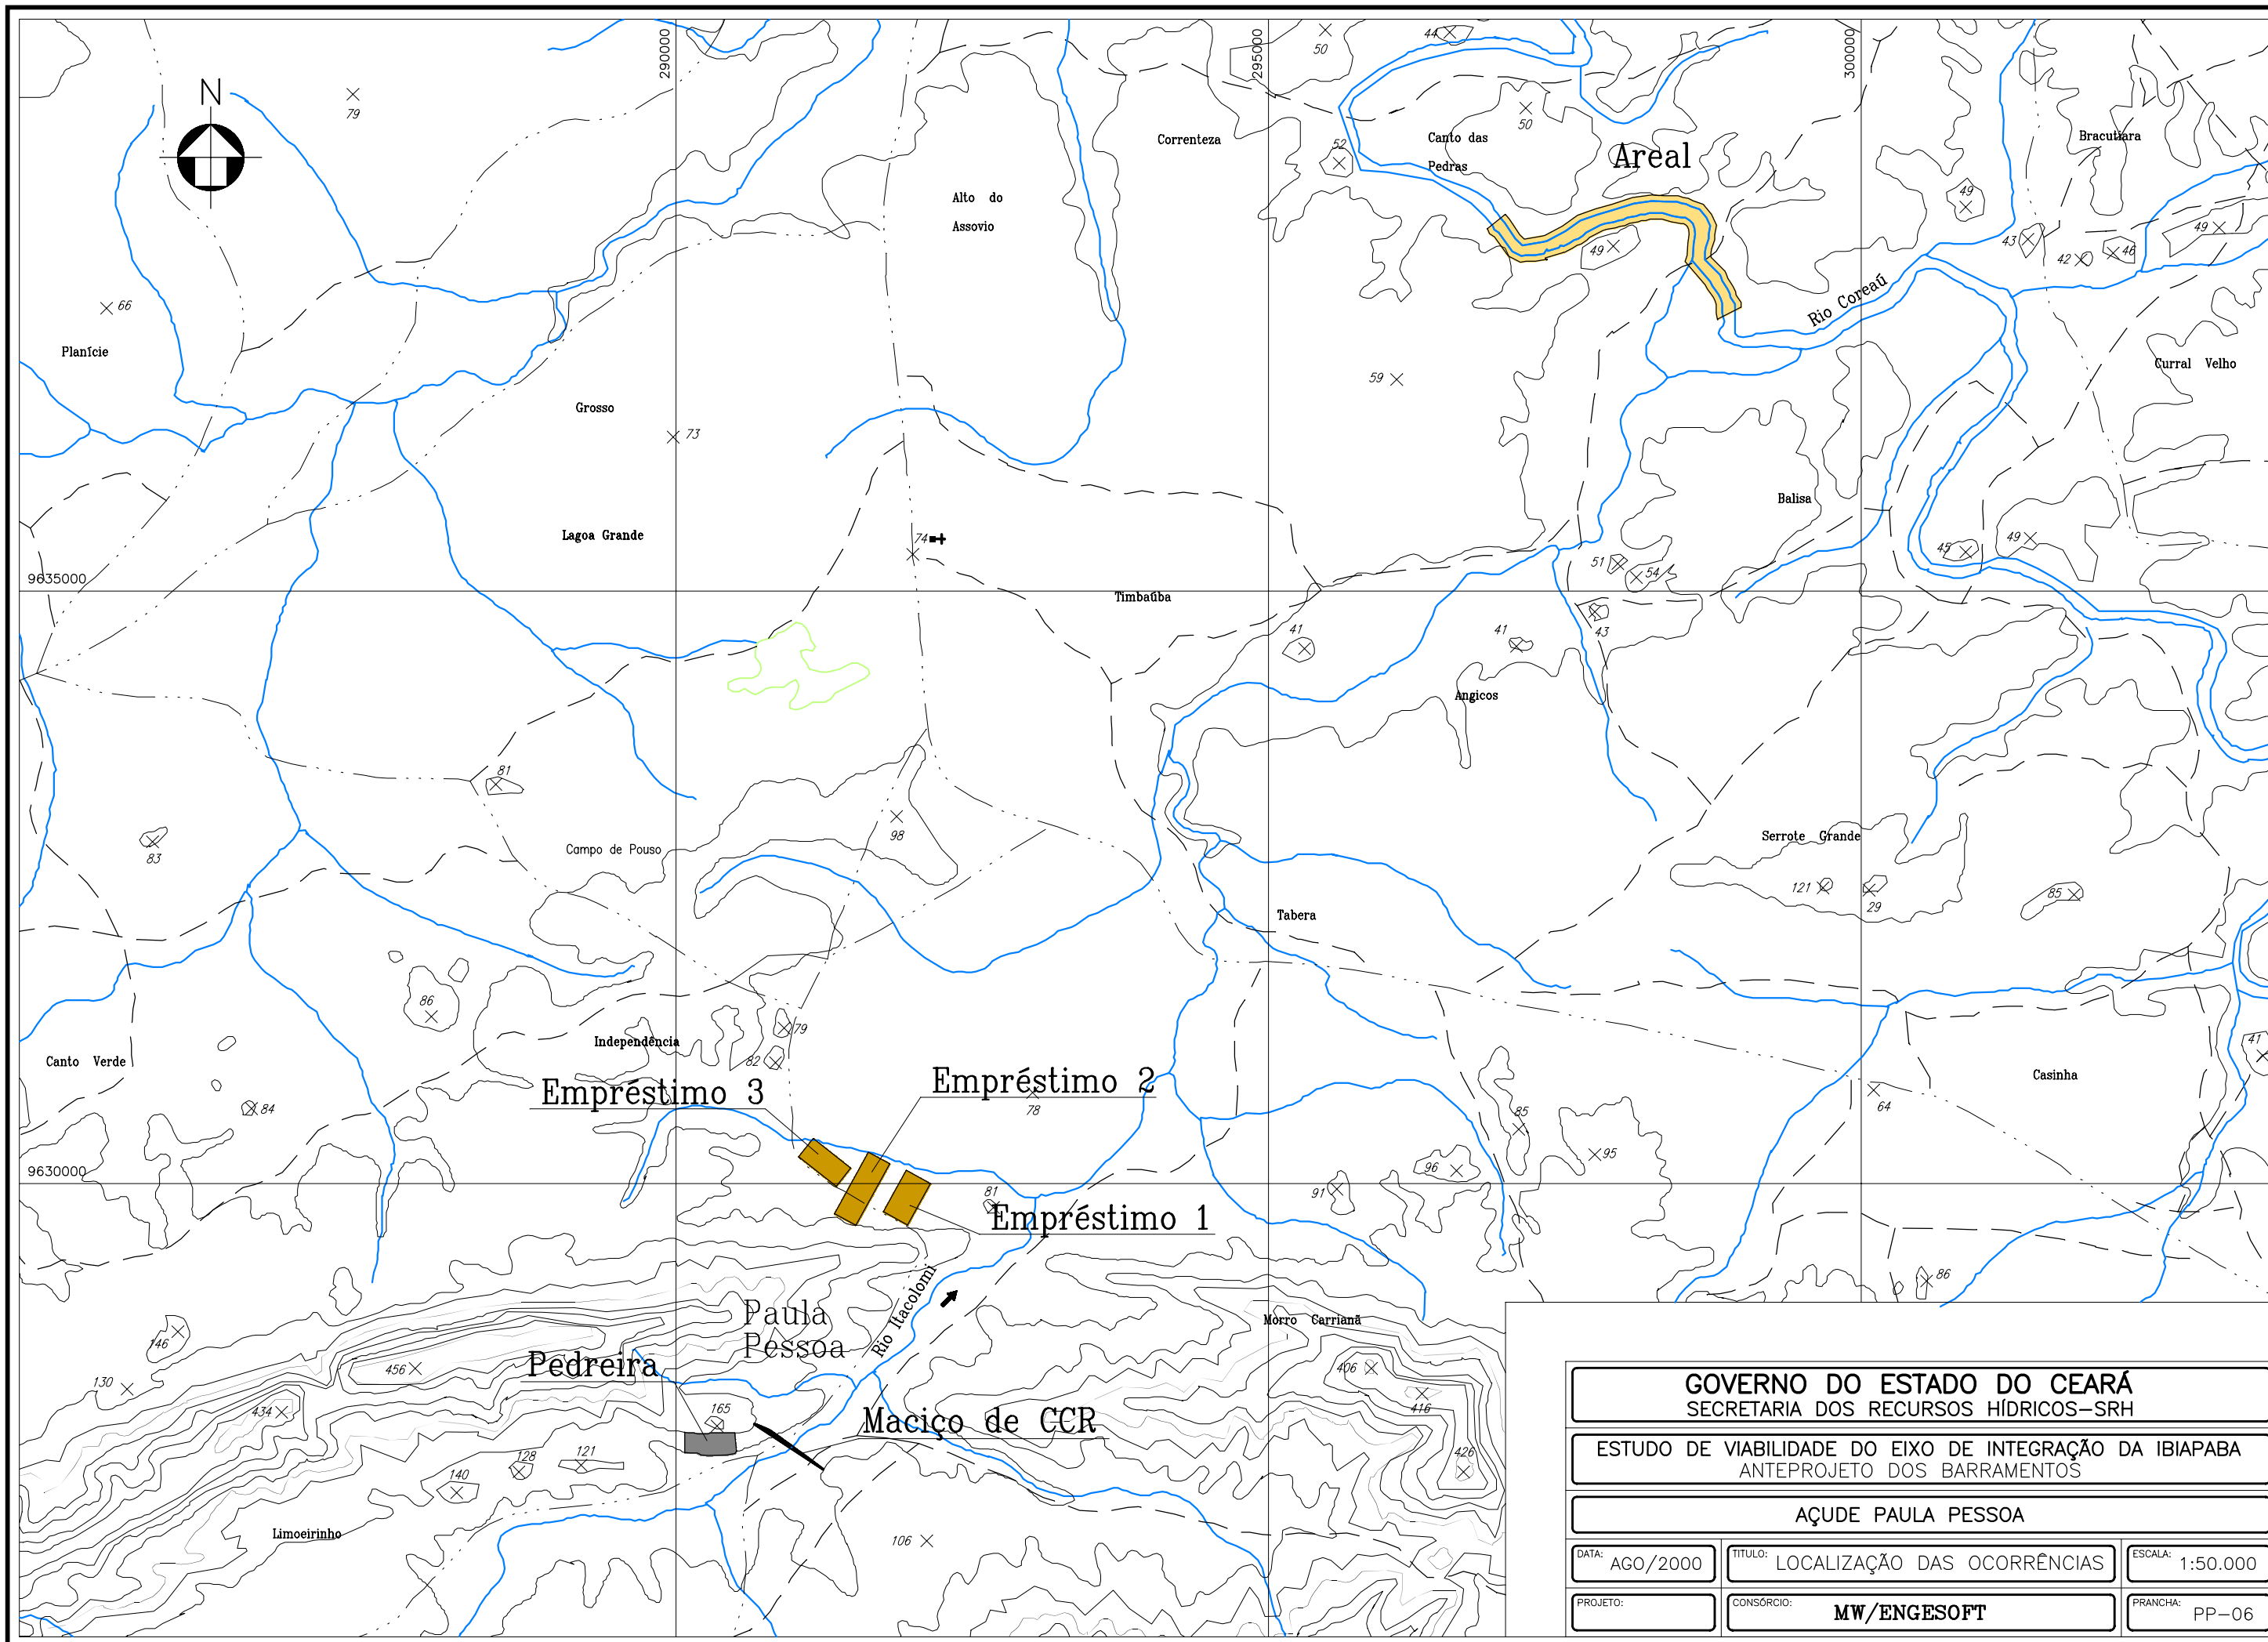 290000
295000
300000
50
44
N
79
50
Correnteza
Canto das
Pedras
52
Areal
Bracutiara
Alto do
Assovio
49
49
43
42
46
49
66
Rio Coreaú
Planície
59
Curral Velho
Grosso
73
Balisa
Lagoa Grande
74
51
54
45
49
9635000
Timbaúba
41
41
43
Angicos
81
98
83
Campo de Pouso
Serrote Grande
121
29
85
Tabera
86
79
Independência
82
41
Canto Verde
Casinha
Empréstimo 3
Empréstimo 2
78
84
64
85
95
96
9630000
91
81
Empréstimo 1
86
Rio Itacolomi
Paula
Pessoa
Morro Carrianã
146
456
Pedreira
406
130
434
165
416
Maciço de CCR
128
121
426
140
Limoeirinho
106
GOVERNO DO ESTADO DO CEARÁ
SECRETARIA DOS RECURSOS HÍDRICOS-SRH
ESTUDO DE VIABILIDADE DO EIXO DE INTEGRAÇÃO DA IBIAPABA
ANTEPROJETO DOS BARRAMENTOS
AÇUDE PAULA PESSOA
DATA: AGO/2000
TITULO: LOCALIZAÇÃO DAS OCORRÊNCIAS
ESCALA: 1:50.000
PROJETO:
CONSÓRCIO: MW/ENGESOFT
PRANCHA: PP-06